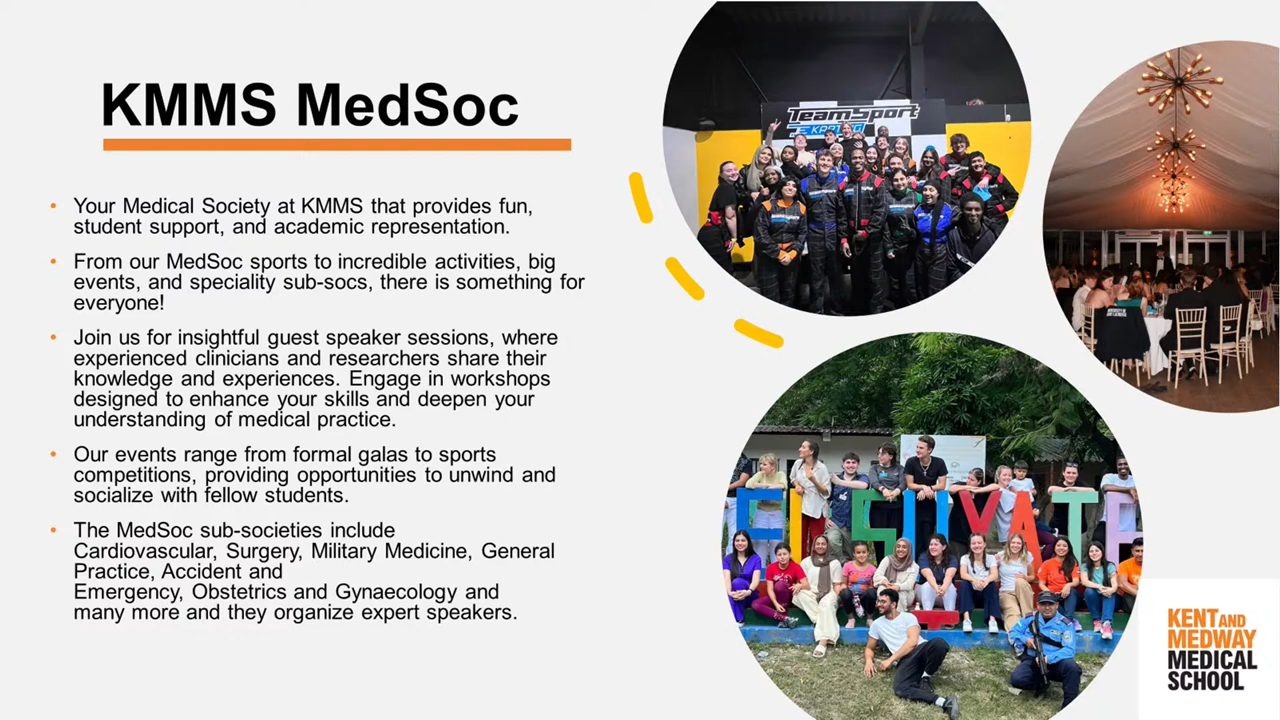 KMMS MedSoc
• Your Medical Society at KMMS that provides fun,
student support, and academic representation.
• From our MedSoc sports to incredible activities, big
events, and speciality sub-socs, there is something for
everyone!
• Join us for insightful guest speaker sessions, where
experienced clinicians and researchers share their
knowledge and experiences. Engage in workshops
designed to enhance your skills and deepen your
understanding of medical practice.
• Our events range from formal galas to sports
competitions, providing opportunities to unwind and
socialize with fellow students.
• The MedSoc sub-societies include
Cardiovascular, Surgery, Military Medicine, General
Practice, Accident and
Emergency, Obstetrics and Gynaecology and
many more and they organize expert speakers.
TeamSport
KARTING
KENT AND
MEDWAY
MEDICAL
SCHOOL